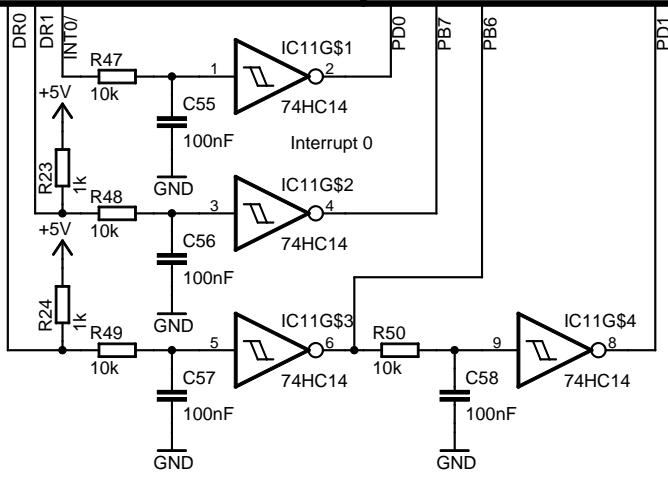 DR0
DR1
INT0/
PD0
PB7
PB6
PD1
R47
10k
1
2
IC11G$1
74HC14
C55
100nF
GND
Interrupt 0
+5V
R23
1k
R48
10k
3
4
IC11G$2
74HC14
C56
100nF
GND
+5V
R24
1k
R49
10k
5
6
IC11G$3
74HC14
C57
100nF
GND
R50
10k
9
8
IC11G$4
74HC14
C58
100nF
GND